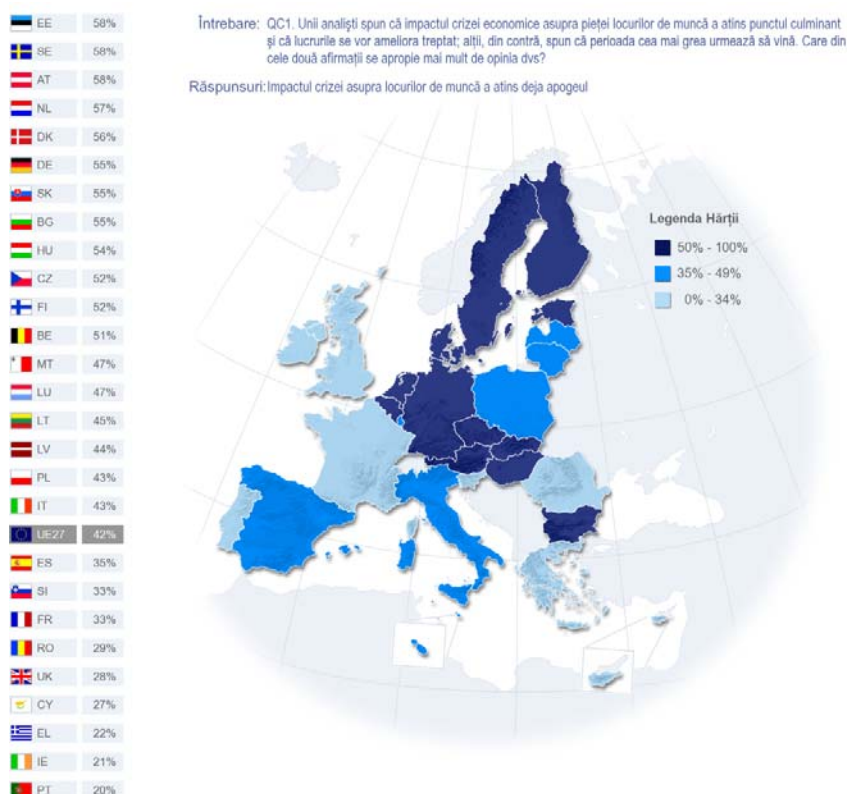 Întrebare: QC1. Unii analiști spun că impactul crizei economice asupra pieței locurilor de muncă a atins punctul culminant
și că lucrurile se vor ameliora treptat; alții, din contră, spun că perioada cea mai grea urmează să vină. Care din
cele două afirmații se apropie mai mult de opinia dvs?
Răspunsuri: Impactul crizei asupra locurilor de muncă a atins deja apogeul
EE 58%
SE 58%
AT 58%
NL 57%
DK 56%
DE 55%
SK 55%
BG 55%
HU 54%
CZ 52%
FI 52%
BE 51%
MT 47%
LU 47%
LT 45%
LV 44%
PL 43%
IT 43%
UE27 42%
ES 35%
SI 33%
FR 33%
RO 29%
UK 28%
CY 27%
EL 22%
IE 21%
PT 20%
Legenda Hărții
50% - 100%
35% - 49%
0% - 34%